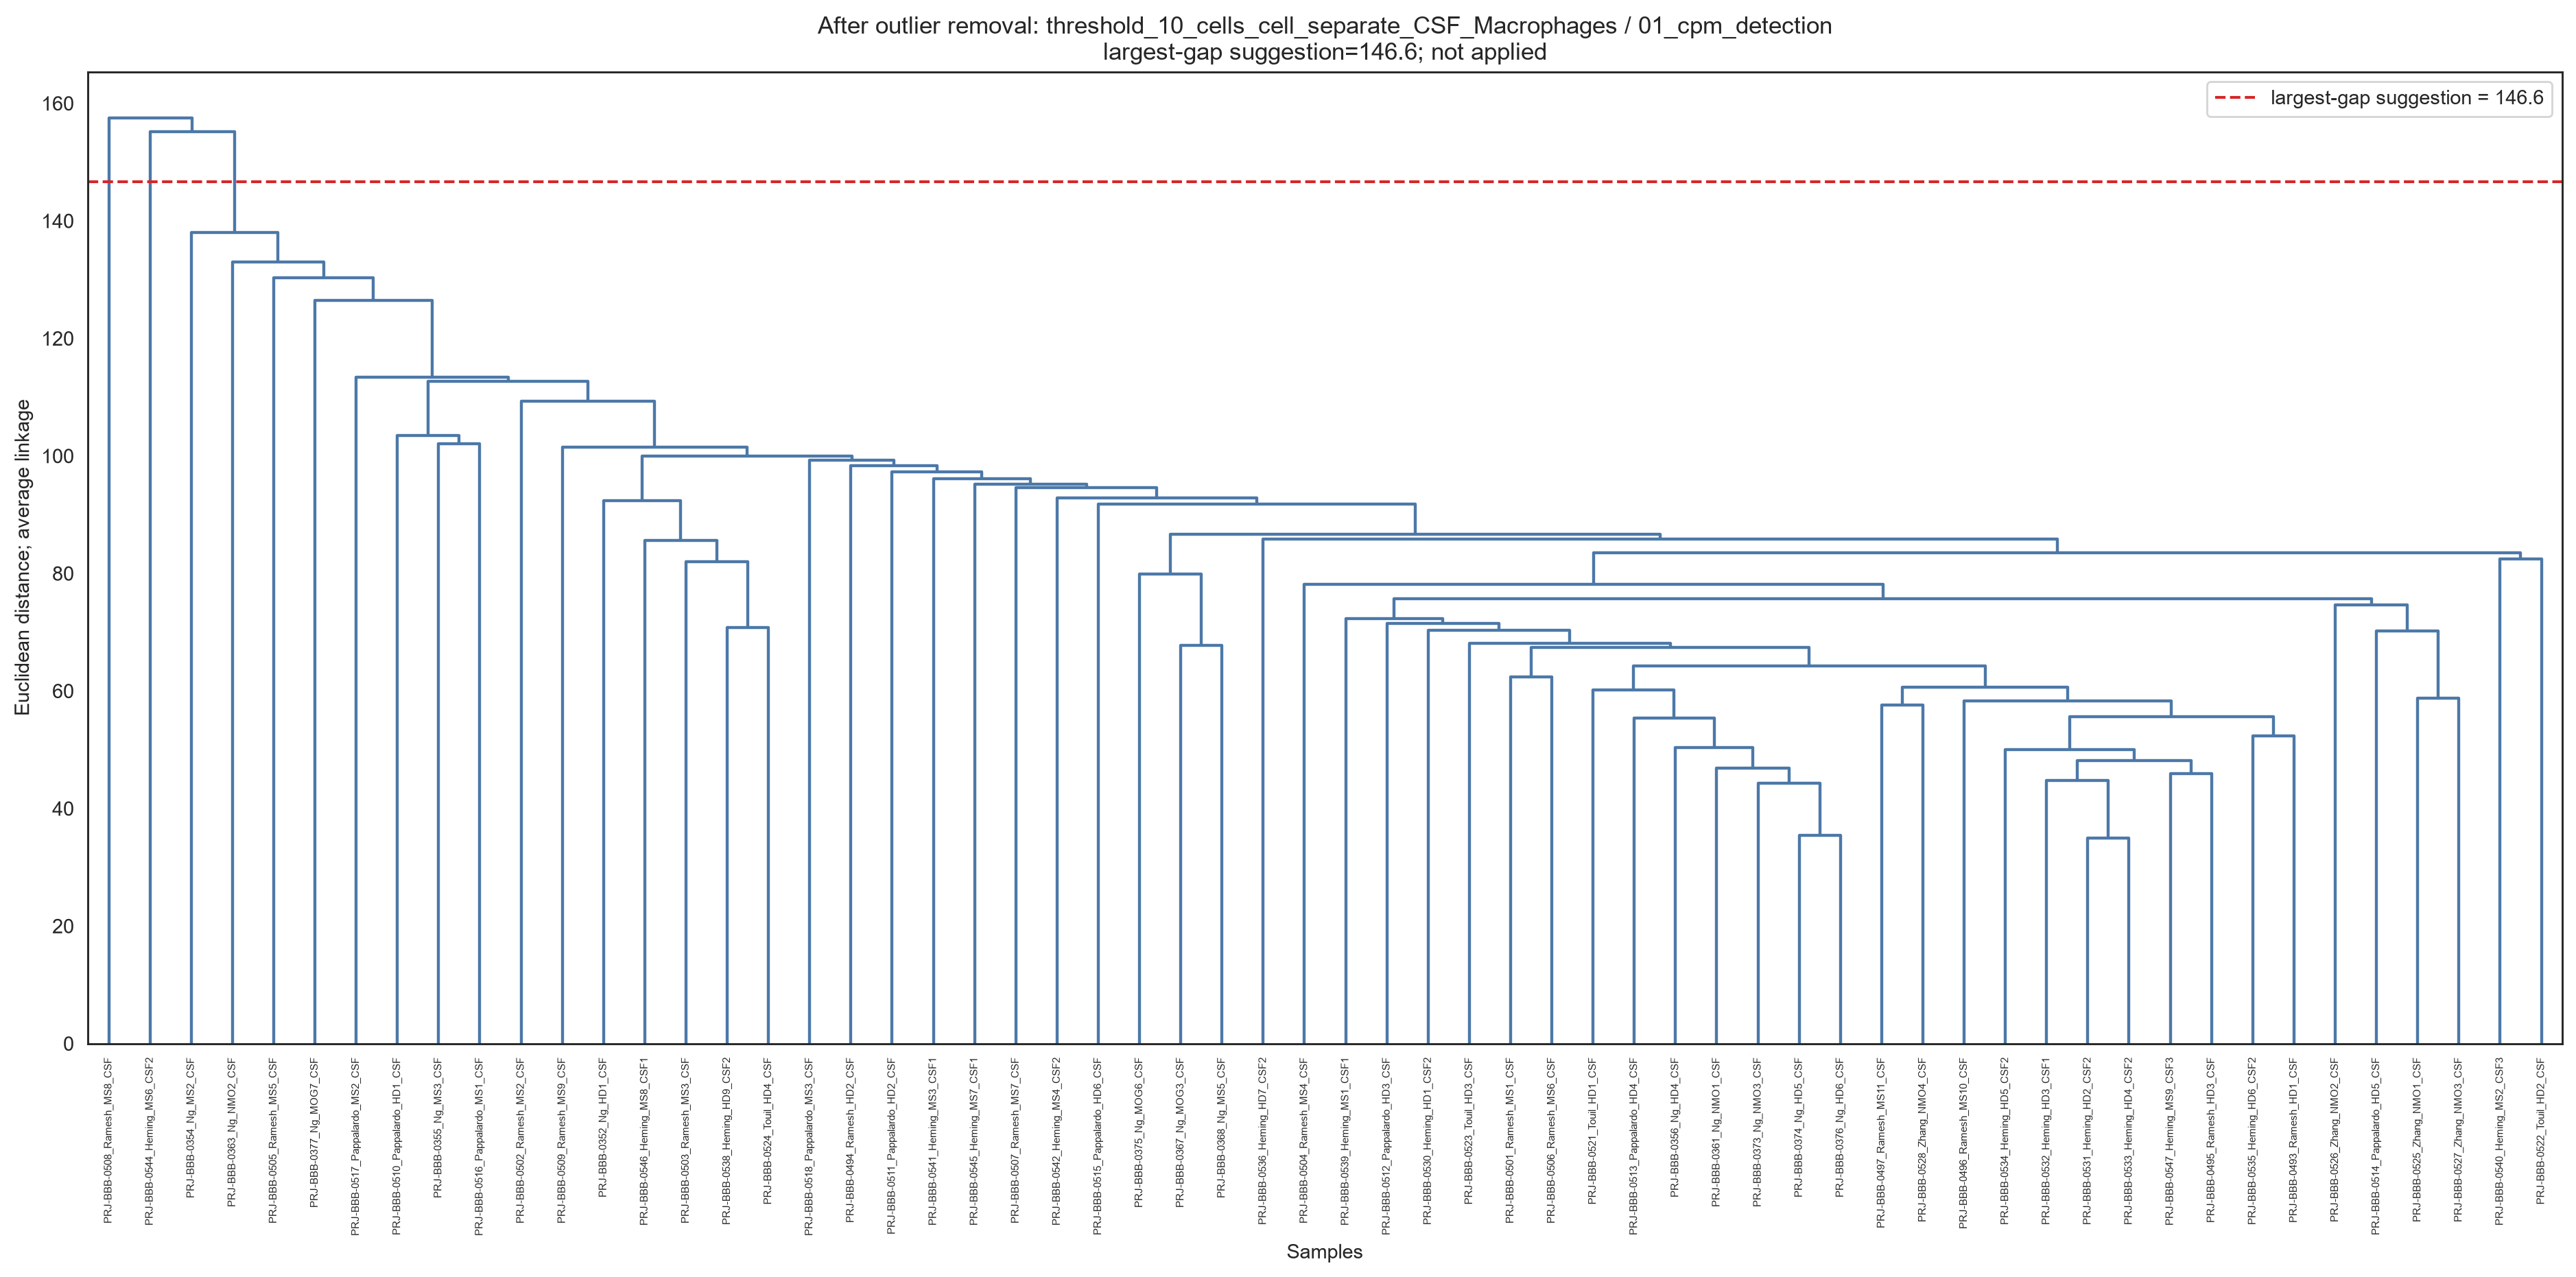 After outlier removal: threshold_10_cells_cell_separate_CSF_Macrophages / 01_cpm_detection
largest-gap suggestion=146.6; not applied
largest-gap suggestion = 146.6
Euclidean distance; average linkage
160
140
120
100
80
60
40
20
0
PRJ-BBB-0508_Ramesh_MS8_CSF
PRJ-BBB-0544_Heming_MS6_CSF2
PRJ-BBB-0354_Ng_MS2_CSF
PRJ-BBB-0363_Ng_NMO2_CSF
PRJ-BBB-0505_Ramesh_MS5_CSF
PRJ-BBB-0377_Ng_MOG7_CSF
PRJ-BBB-0517_Pappalardo_MS2_CSF
PRJ-BBB-0510_Pappalardo_HD1_CSF
PRJ-BBB-0355_Ng_MS3_CSF
PRJ-BBB-0516_Pappalardo_MS1_CSF
PRJ-BBB-0502_Ramesh_MS2_CSF
PRJ-BBB-0509_Ramesh_MS9_CSF
PRJ-BBB-0352_Ng_HD1_CSF
PRJ-BBB-0546_Heming_MS8_CSF1
PRJ-BBB-0503_Ramesh_MS3_CSF
PRJ-BBB-0538_Heming_HD9_CSF2
PRJ-BBB-0524_Touil_HD4_CSF
PRJ-BBB-0518_Pappalardo_MS3_CSF
PRJ-BBB-0494_Ramesh_HD2_CSF
PRJ-BBB-0511_Pappalardo_HD2_CSF
PRJ-BBB-0541_Heming_MS3_CSF1
PRJ-BBB-0545_Heming_MS7_CSF1
PRJ-BBB-0507_Ramesh_MS7_CSF
PRJ-BBB-0542_Heming_MS4_CSF2
PRJ-BBB-0515_Pappalardo_HD6_CSF
PRJ-BBB-0375_Ng_MOG6_CSF
PRJ-BBB-0367_Ng_MOG3_CSF
PRJ-BBB-0368_Ng_MS5_CSF
PRJ-BBB-0536_Heming_HD7_CSF2
PRJ-BBB-0504_Ramesh_MS4_CSF
PRJ-BBB-0539_Heming_MS1_CSF1
PRJ-BBB-0512_Pappalardo_HD3_CSF
PRJ-BBB-0530_Heming_HD1_CSF2
PRJ-BBB-0523_Touil_HD3_CSF
PRJ-BBB-0501_Ramesh_MS1_CSF
PRJ-BBB-0506_Ramesh_MS6_CSF
PRJ-BBB-0521_Touil_HD1_CSF
PRJ-BBB-0513_Pappalardo_HD4_CSF
PRJ-BBB-0356_Ng_HD4_CSF
PRJ-BBB-0361_Ng_NMO1_CSF
PRJ-BBB-0373_Ng_NMO3_CSF
PRJ-BBB-0374_Ng_HD5_CSF
PRJ-BBB-0376_Ng_HD6_CSF
PRJ-BBB-0497_Ramesh_MS11_CSF
PRJ-BBB-0528_Zhang_NMO4_CSF
PRJ-BBB-0496_Ramesh_MS10_CSF
PRJ-BBB-0534_Heming_HD5_CSF2
PRJ-BBB-0532_Heming_HD3_CSF1
PRJ-BBB-0531_Heming_HD2_CSF2
PRJ-BBB-0533_Heming_HD4_CSF2
PRJ-BBB-0547_Heming_MS9_CSF3
PRJ-BBB-0495_Ramesh_HD3_CSF
PRJ-BBB-0535_Heming_HD6_CSF2
PRJ-BBB-0493_Ramesh_HD1_CSF
PRJ-BBB-0526_Zhang_NMO2_CSF
PRJ-BBB-0514_Pappalardo_HD5_CSF
PRJ-BBB-0525_Zhang_NMO1_CSF
PRJ-BBB-0527_Zhang_NMO3_CSF
PRJ-BBB-0540_Heming_MS2_CSF3
PRJ-BBB-0522_Touil_HD2_CSF
Samples